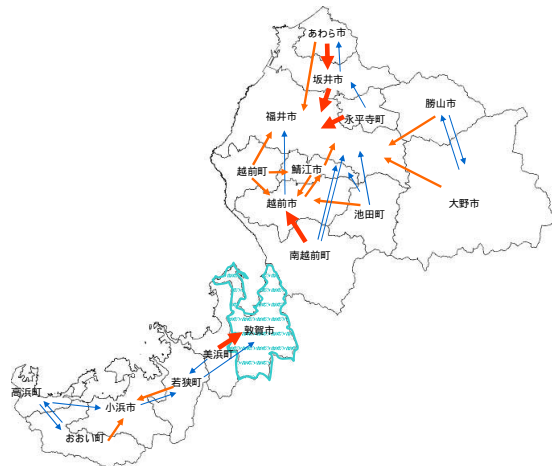 あわら市
坂井市
勝山市
福井市
永平寺町
越前町
鯖江市
越前市
大野市
池田町
南越前町
敦賀市
美浜町
若狭町
高浜町
小浜市
おおい町